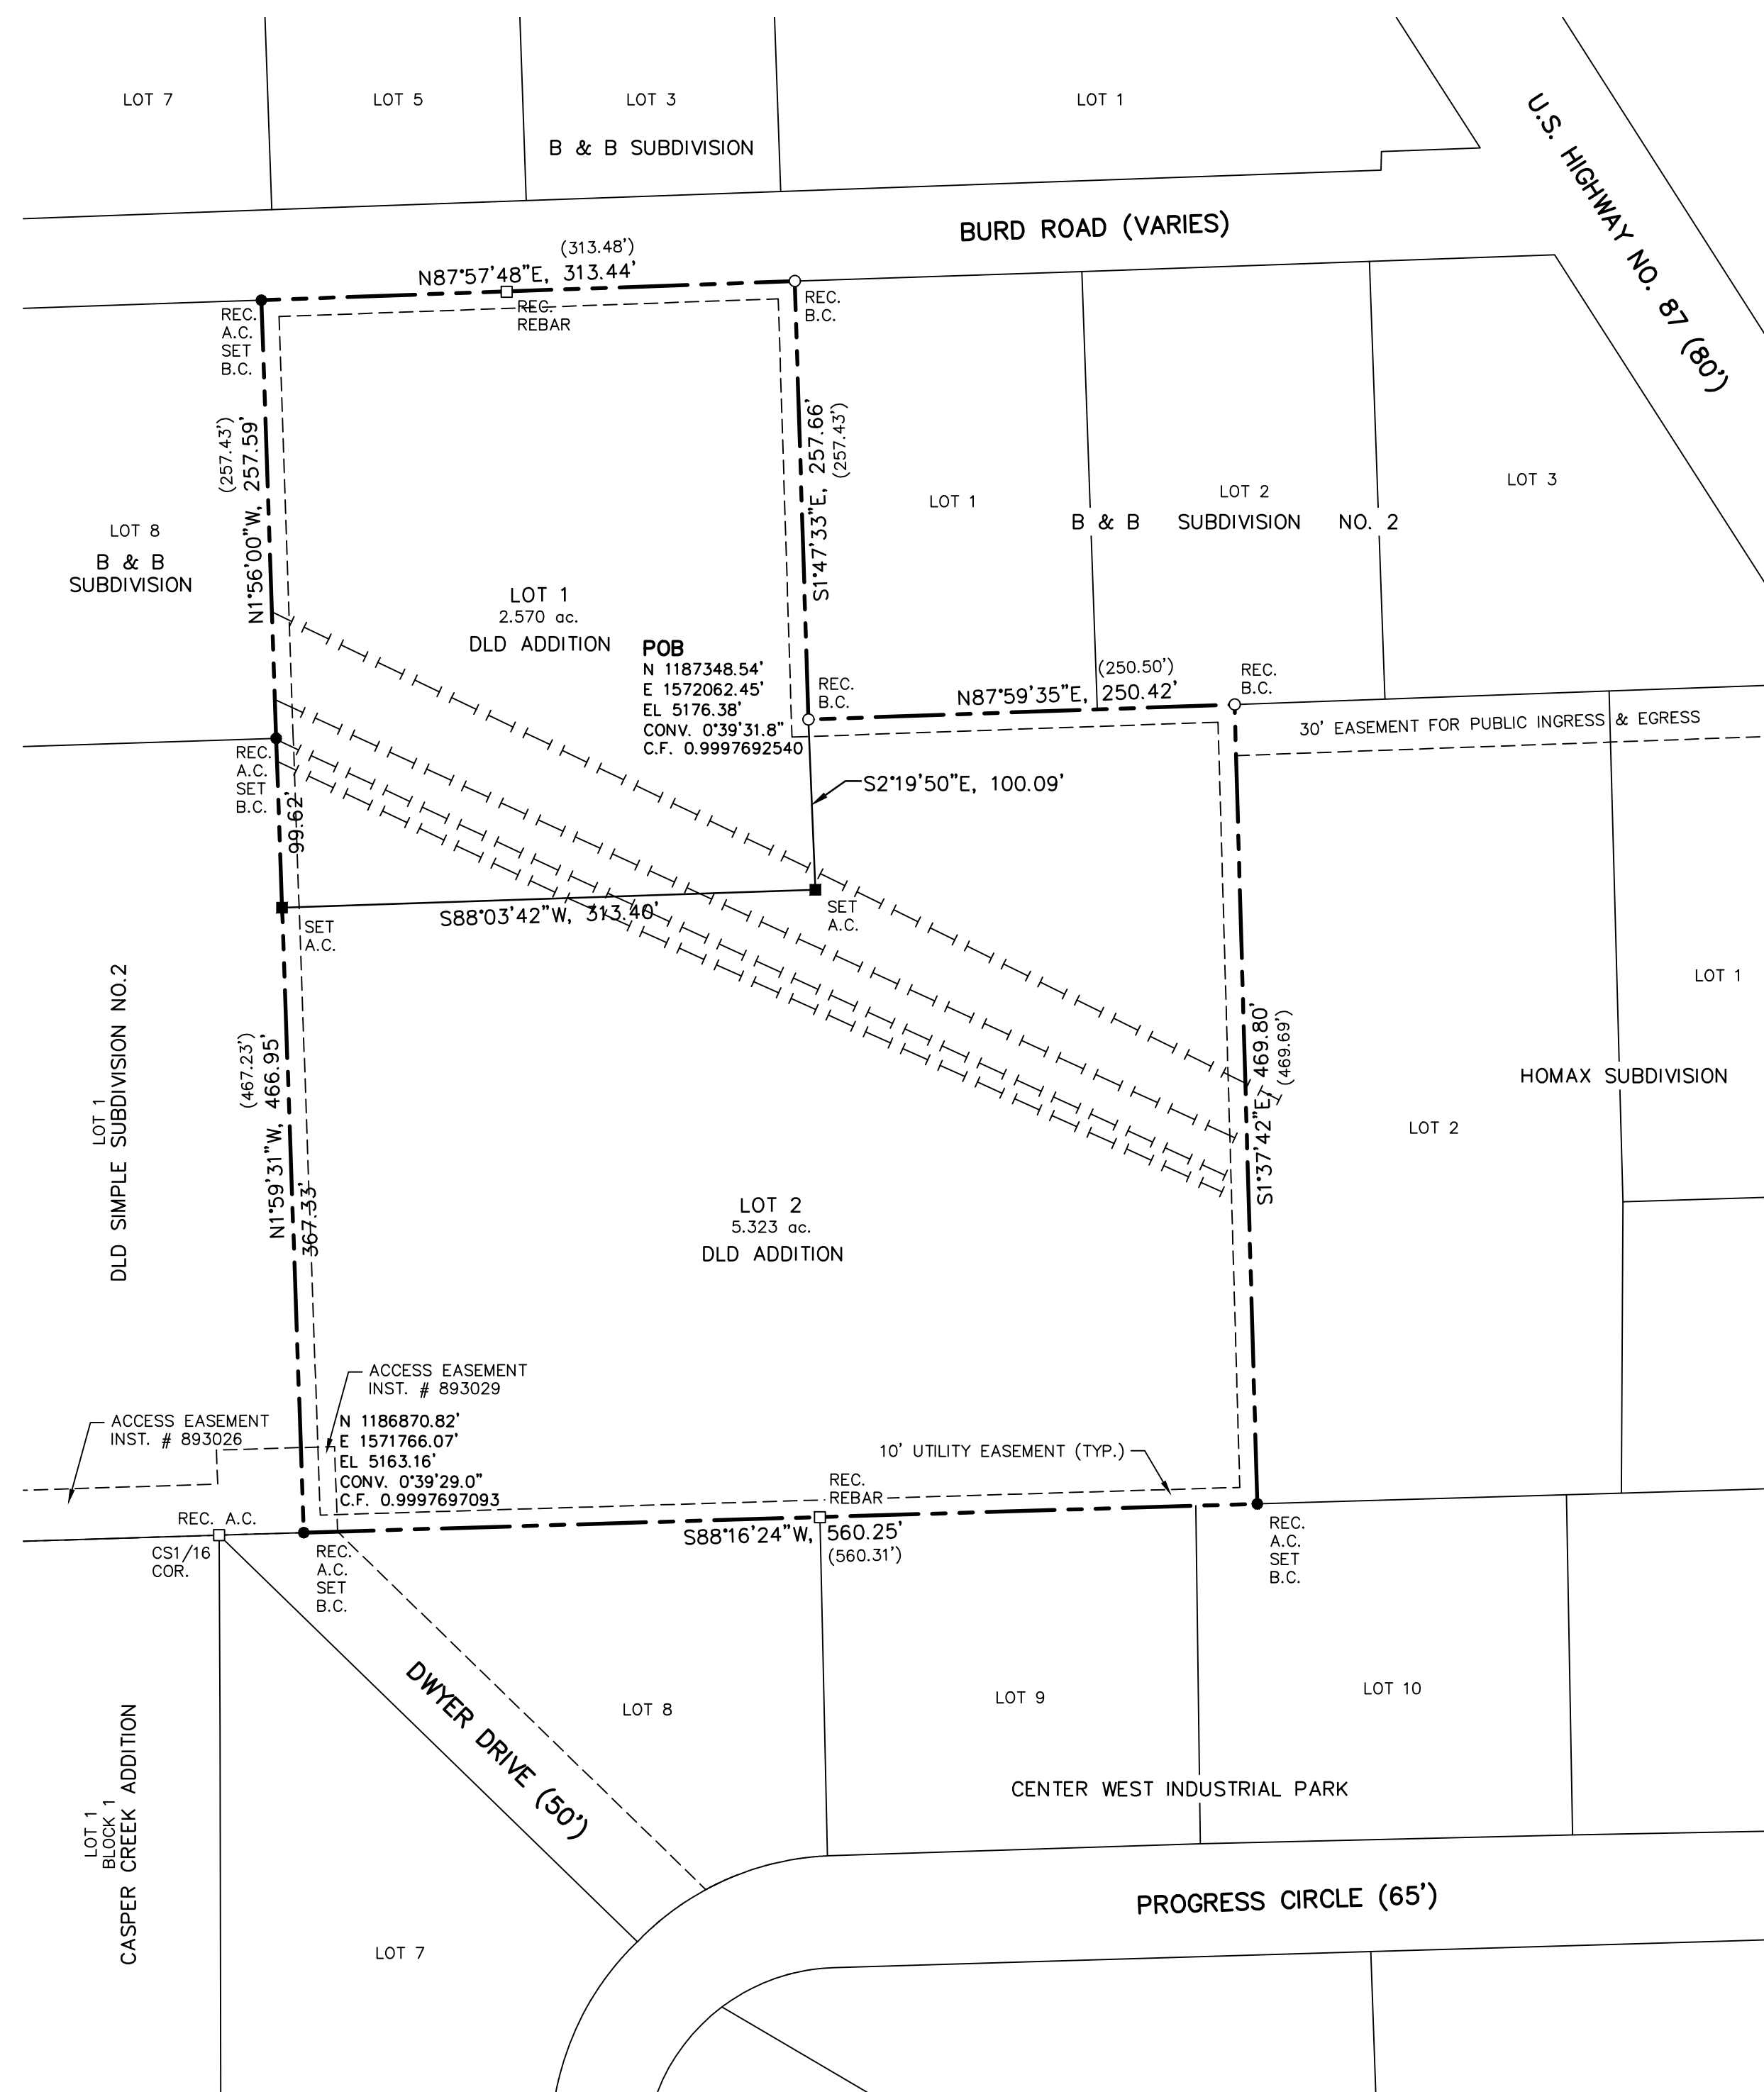 LOT 7
LOT 5
LOT 3
LOT 1
B & B SUBDIVISION
U.S. HIGHWAY NO. 87 (80')
BURD ROAD (VARIES)
(313.48')
N87°57'48"E, 313.44'
REC.
REBAR
REC.
A.C.
SET
B.C.
REC.
B.C.
(257.43')
N1°56'00"W, 257.59'
S1°47'33"E, 257.66'
(257.43')
LOT 8
B & B
SUBDIVISION
LOT 1
2.570 ac.
DLD ADDITION
LOT 1
LOT 2
LOT 3
B & B SUBDIVISION NO. 2
POB
N 1187348.54'
E 1572062.45'
EL 5176.38'
CONV. 0°39'31.8"
C.F. 0.9997692540
REC.
B.C.
(250.50')
N87°59'35"E, 250.42'
REC.
B.C.
30' EASEMENT FOR PUBLIC INGRESS & EGRESS
REC.
A.C.
SET
B.C.
99.62'
S2°19'50"E, 100.09'
S88°03'42"W, 313.40'
SET
A.C.
SET
A.C.
LOT 1
DLD SIMPLE SUBDIVISION NO.2
(467.23')
N1°59'31"W, 466.95'
367.33'
S1°37'42"E, 469.80'
(469.69')
LOT 1
HOMAX SUBDIVISION
LOT 2
LOT 2
5.323 ac.
DLD ADDITION
ACCESS EASEMENT
INST. # 893029
ACCESS EASEMENT
INST. # 893026
N 1186870.82'
E 1571766.07'
EL 5163.16'
CONV. 0°39'29.0"
C.F. 0.9997697093
10' UTILITY EASEMENT (TYP.)
REC.
REBAR
REC. A.C.
CS1/16
COR.
REC.
A.C.
SET
B.C.
S88°16'24"W, 560.25'
(560.31')
REC.
A.C.
SET
B.C.
DWYER DRIVE (50')
LOT 8
LOT 9
LOT 10
CENTER WEST INDUSTRIAL PARK
LOT 1
BLOCK 1
CASPER CREEK ADDITION
LOT 7
PROGRESS CIRCLE (65')